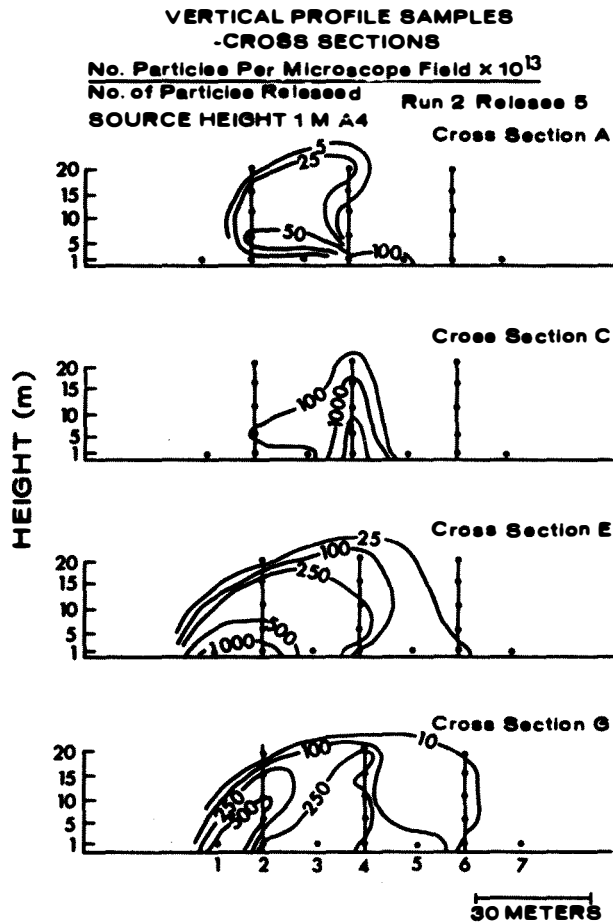 VERTICAL PROFILE SAMPLES
-CROSS SECTIONS
No. Particles Per Microscope Field x 10^13
No. of Particles Released
Run 2 Release 5
SOURCE HEIGHT 1 M A4
Cross Section A
20
15
10
5
1
5
25
50
100
Cross Section C
20
15
10
5
1
100
1000
HEIGHT (m)
Cross Section E
20
15
10
5
1
25
100
250
500
1000
Cross Section G
20
15
10
5
1
10
100
250
500
250
1 2 3 4 5 6 7
30 METERS